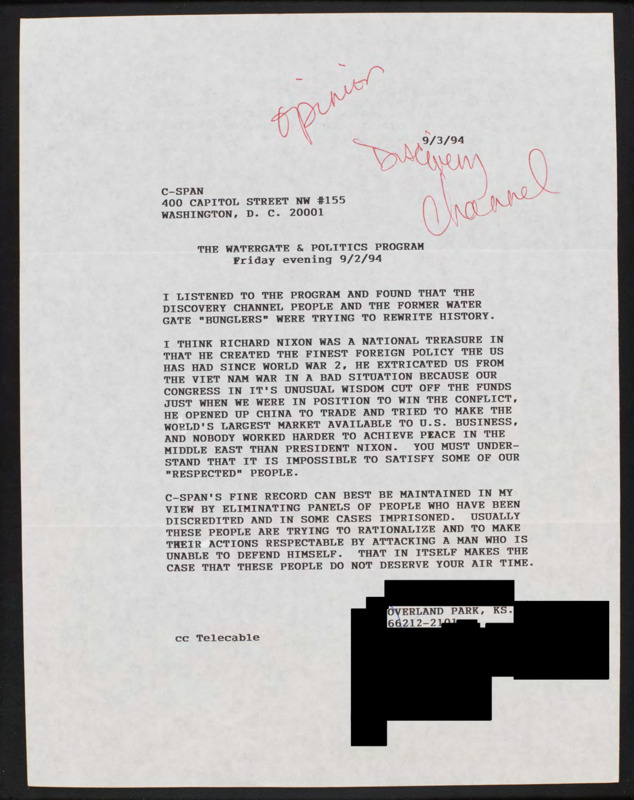 opinion
9/3/94
Discovery
Channel
C-SPAN
400 CAPITOL STREET NW #155
WASHINGTON, D. C. 20001
THE WATERGATE & POLITICS PROGRAM
Friday evening 9/2/94
I LISTENED TO THE PROGRAM AND FOUND THAT THE
DISCOVERY CHANNEL PEOPLE AND THE FORMER WATER
GATE "BUNGLERS" WERE TRYING TO REWRITE HISTORY.
I THINK RICHARD NIXON WAS A NATIONAL TREASURE IN
THAT HE CREATED THE FINEST FOREIGN POLICY THE US
HAS HAD SINCE WORLD WAR 2, HE EXTRICATED US FROM
THE VIET NAM WAR IN A BAD SITUATION BECAUSE OUR
CONGRESS IN IT'S UNUSUAL WISDOM CUT OFF THE FUNDS
JUST WHEN WE WERE IN POSITION TO WIN THE CONFLICT,
HE OPENED UP CHINA TO TRADE AND TRIED TO MAKE THE
WORLD'S LARGEST MARKET AVAILABLE TO U.S. BUSINESS,
AND NOBODY WORKED HARDER TO ACHIEVE PEACE IN THE
MIDDLE EAST THAN PRESIDENT NIXON. YOU MUST UNDER-
STAND THAT IT IS IMPOSSIBLE TO SATISFY SOME OF OUR
"RESPECTED" PEOPLE.
C-SPAN'S FINE RECORD CAN BEST BE MAINTAINED IN MY
VIEW BY ELIMINATING PANELS OF PEOPLE WHO HAVE BEEN
DISCREDITED AND IN SOME CASES IMPRISONED. USUALLY
THESE PEOPLE ARE TRYING TO RATIONALIZE AND TO MAKE
THEIR ACTIONS RESPECTABLE BY ATTACKING A MAN WHO IS
UNABLE TO DEFEND HIMSELF. THAT IN ITSELF MAKES THE
CASE THAT THESE PEOPLE DO NOT DESERVE YOUR AIR TIME.
OVERLAND PARK, KS.
66212-2101
cc Telecable